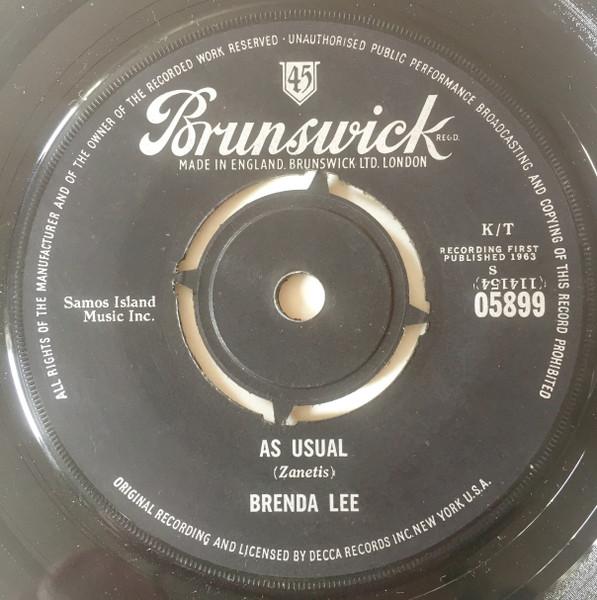 ALL RIGHTS OF THE MANUFACTURER AND OF THE OWNER OF THE RECORDED WORK RESERVED · UNAUTHORISED PUBLIC PERFORMANCE BROADCASTING AND COPYING OF THIS RECORD PROHIBITED
45
Brunswick REGD.
MADE IN ENGLAND. BRUNSWICK LTD. LONDON
K/T
RECORDING FIRST
PUBLISHED 1963
S
(114154)
05899
Samos Island
Music Inc.
AS USUAL
(Zanetis)
BRENDA LEE
ORIGINAL RECORDING AND LICENSED BY DECCA RECORDS INC. NEW YORK U.S.A.